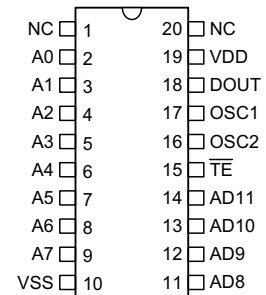 NC 1 20 NC
A0 2 19 VDD
A1 3 18 DOUT
A2 4 17 OSC1
A3 5 16 OSC2
A4 6 15 T̅E̅
A5 7 14 AD11
A6 8 13 AD10
A7 9 12 AD9
VSS 10 11 AD8